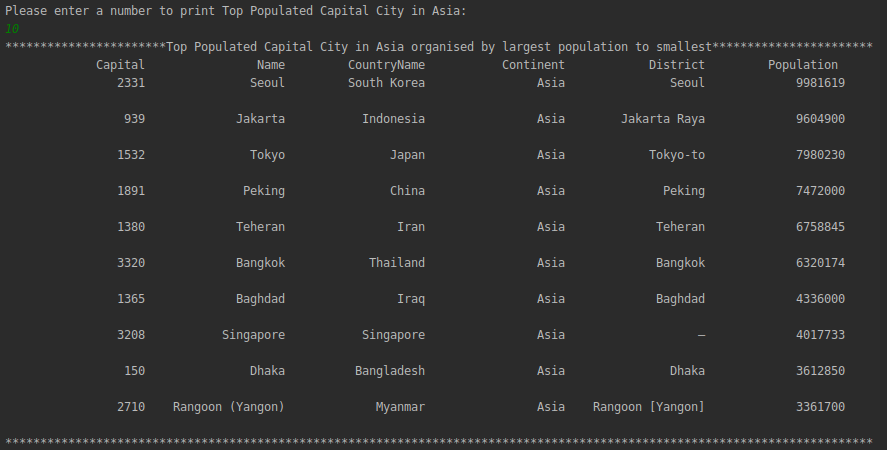 Please enter a number to print Top Populated Capital City in Asia:
10
***********************Top Populated Capital City in Asia organised by largest population to smallest***********************
Capital Name CountryName Continent District Population
2331 Seoul South Korea Asia Seoul 9981619
939 Jakarta Indonesia Asia Jakarta Raya 9604900
1532 Tokyo Japan Asia Tokyo-to 7980230
1891 Peking China Asia Peking 7472000
1380 Teheran Iran Asia Teheran 6758845
3320 Bangkok Thailand Asia Bangkok 6320174
1365 Baghdad Iraq Asia Baghdad 4336000
3208 Singapore Singapore Asia – 4017733
150 Dhaka Bangladesh Asia Dhaka 3612850
2710 Rangoon (Yangon) Myanmar Asia Rangoon [Yangon] 3361700
****************************************************************************************************************************